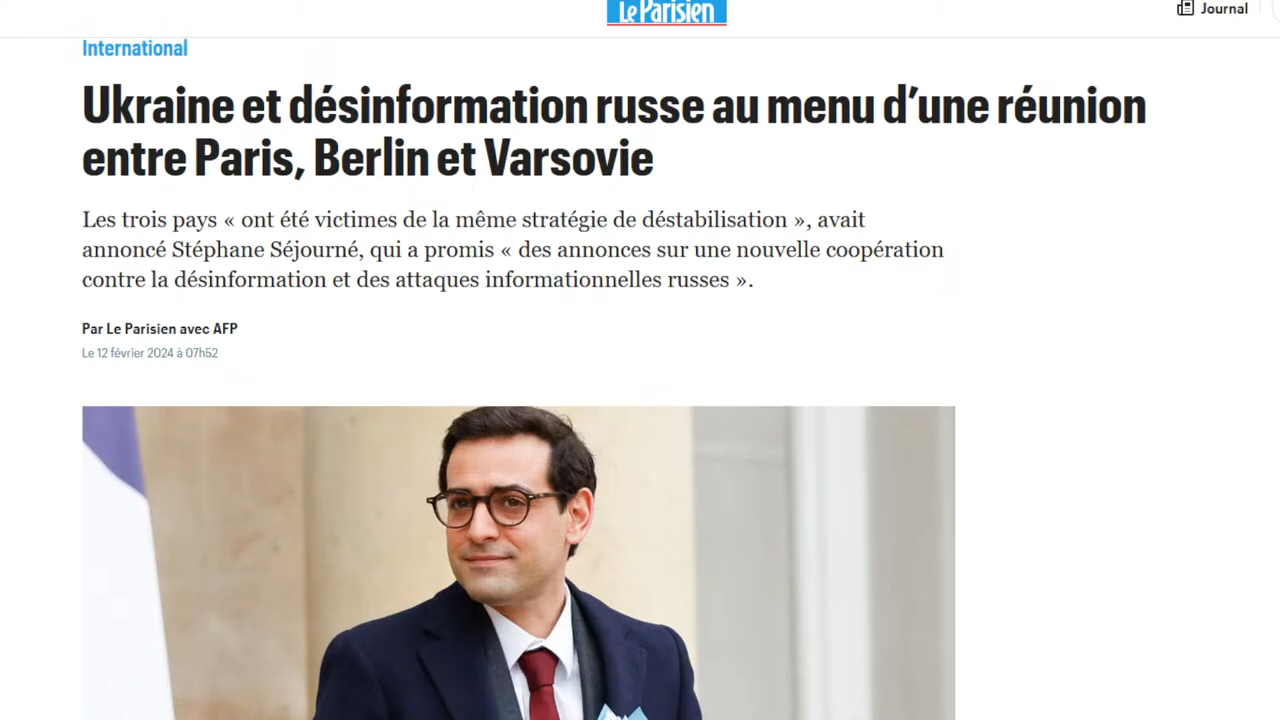 Le Parisien
Journal
International
Ukraine et désinformation russe au menu d’une réunion
entre Paris, Berlin et Varsovie
Les trois pays « ont été victimes de la même stratégie de déstabilisation », avait
annoncé Stéphane Séjourné, qui a promis « des annonces sur une nouvelle coopération
contre la désinformation et des attaques informationnelles russes ».
Par Le Parisien avec AFP
Le 12 février 2024 à 07h52